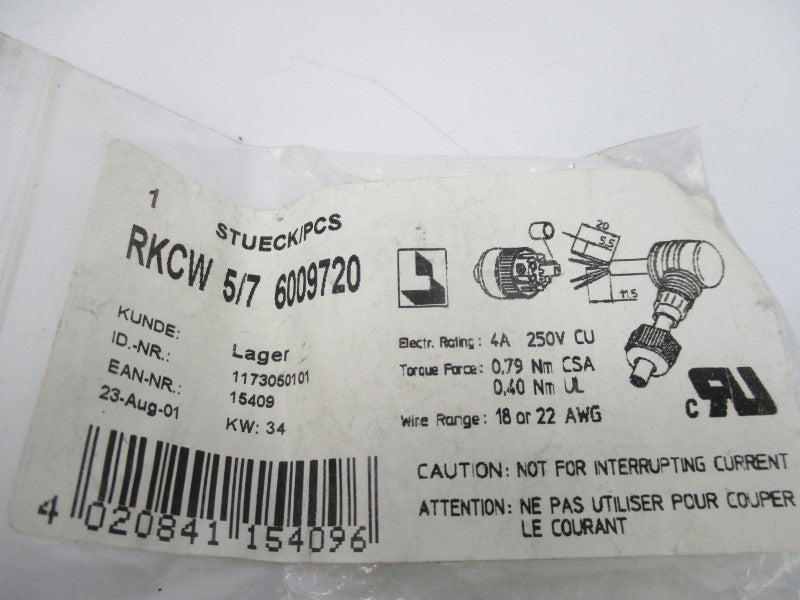 1 STUECK/PCS
RKCW 5/7 6009720
KUNDE: Lager
ID.-NR.: 1173050101
EAN-NR.: 15409
23-Aug-01 KW: 34
4 020841 154096
20
5.5
11.5
Electr. Rating: 4A 250V CU
Torque Force: 0,79 Nm CSA
0,40 Nm UL
Wire Range: 18 or 22 AWG
c RU
CAUTION: NOT FOR INTERRUPTING CURRENT
ATTENTION: NE PAS UTILISER POUR COUPER
LE COURANT